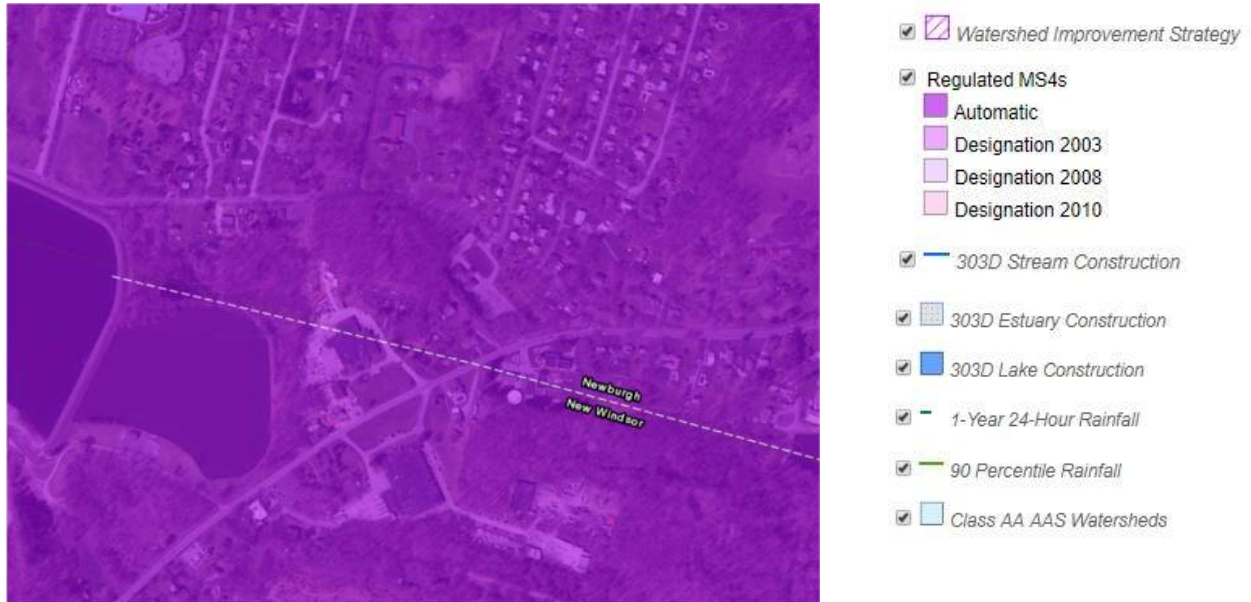 Newburgh
New Windsor
Watershed Improvement Strategy
Regulated MS4s
Automatic
Designation 2003
Designation 2008
Designation 2010
303D Stream Construction
303D Estuary Construction
303D Lake Construction
1-Year 24-Hour Rainfall
90 Percentile Rainfall
Class AA AAS Watersheds